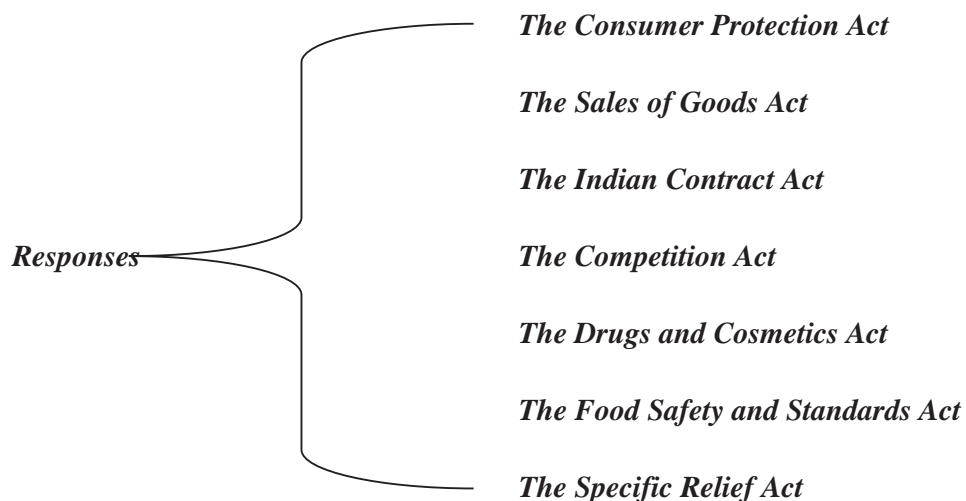 The Consumer Protection Act
The Sales of Goods Act
The Indian Contract Act
Responses
The Competition Act
The Drugs and Cosmetics Act
The Food Safety and Standards Act
The Specific Relief Act